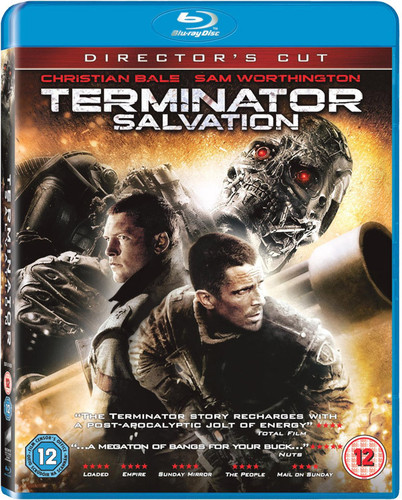 Blu-ray Disc
DIRECTOR'S CUT
CHRISTIAN BALE SAM WORTHINGTON
TERMINATOR
SALVATION
TERMINATOR
12
12
"THE TERMINATOR STORY RECHARGES WITH
A POST-APOCALYPTIC JOLT OF ENERGY" ★★★★
TOTAL FILM
"...A MEGATON OF BANGS FOR YOUR BUCK..." ★★★★
NUTS
★★★★ ★★★★ ★★★★ ★★★★ ★★★★
LOADED EMPIRE SUNDAY MIRROR THE PEOPLE MAIL ON SUNDAY
12
12